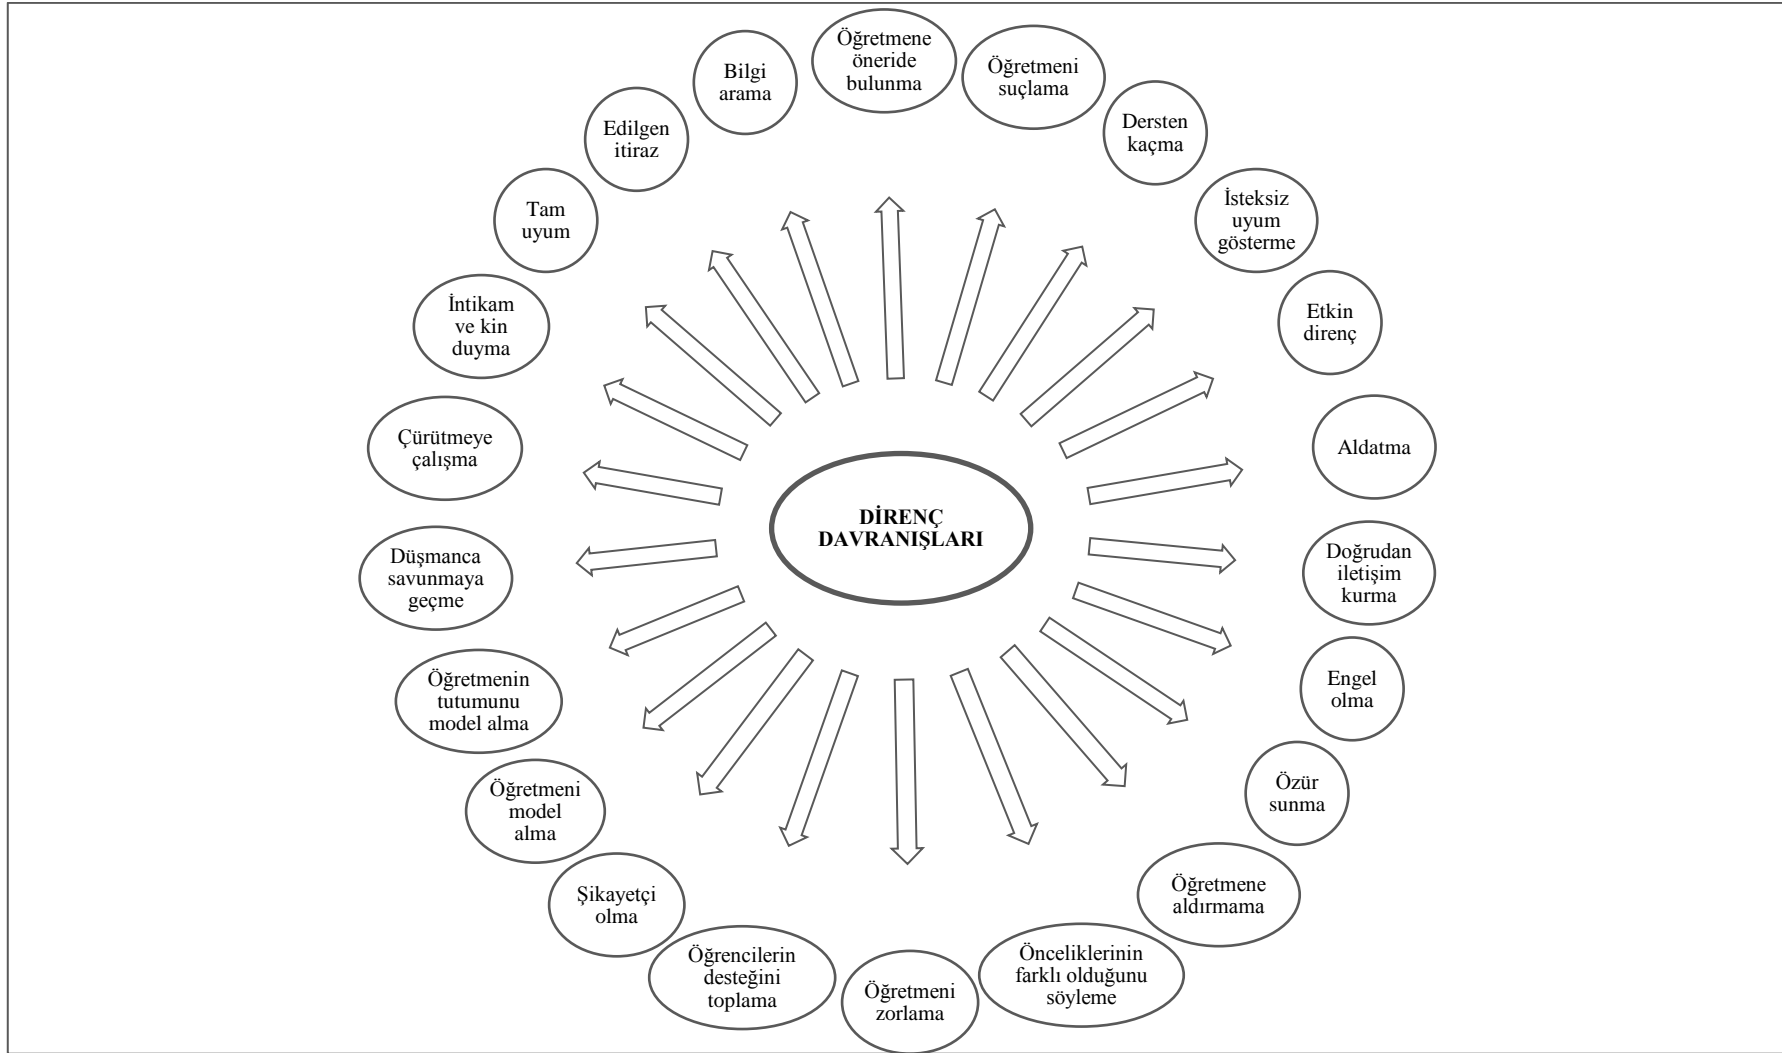 Öğretmene
öneride
bulunma
Öğretmeni
suçlama
Dersten
kaçma
İsteksiz
uyum
gösterme
Etkin
direnç
Aldatma
Doğrudan
iletişim
kurma
Engel
olma
Özür
sunma
Öğretmene
aldırmama
Önceliklerinin
farklı olduğunu
söyleme
Öğretmeni
zorlama
Öğrencilerin
desteğini
toplama
Şikayetçi
olma
Öğretmeni
model
alma
Öğretmenin
tutumunu
model alma
Düşmanca
savunmaya
geçme
Çürütmeye
çalışma
İntikam
ve kin
duyma
Tam
uyum
Edilgen
itiraz
Bilgi
arama
DİRENÇ
DAVRANIŞLARI